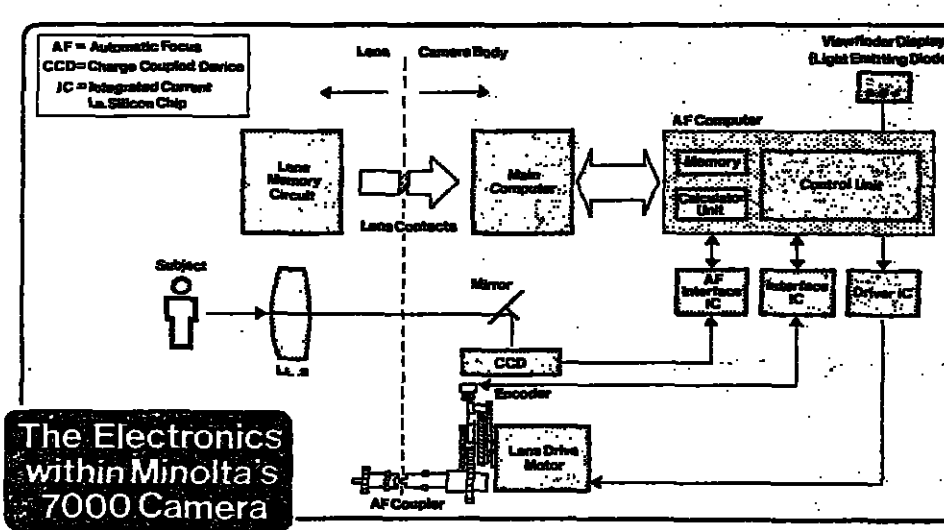 AF = Automatic Focus
CCD= Charge Coupled Device
IC = Integrated Current
i.e. Silicon Chip
Lens
Camera Body
Viewfinder Display
(Light Emitting Diode
AF Computer
Lens
Memory
Circuit
Main
Computer
Memory
Calculator
Unit
Control Unit
Lens Contacts
Subject
Mirror
AF
Interface
IC
Interface
IC
Driver IC
CCD
Encoder
Lens Drive
Motor
AF Coupler
The Electronics
within Minolta's
7000 Camera